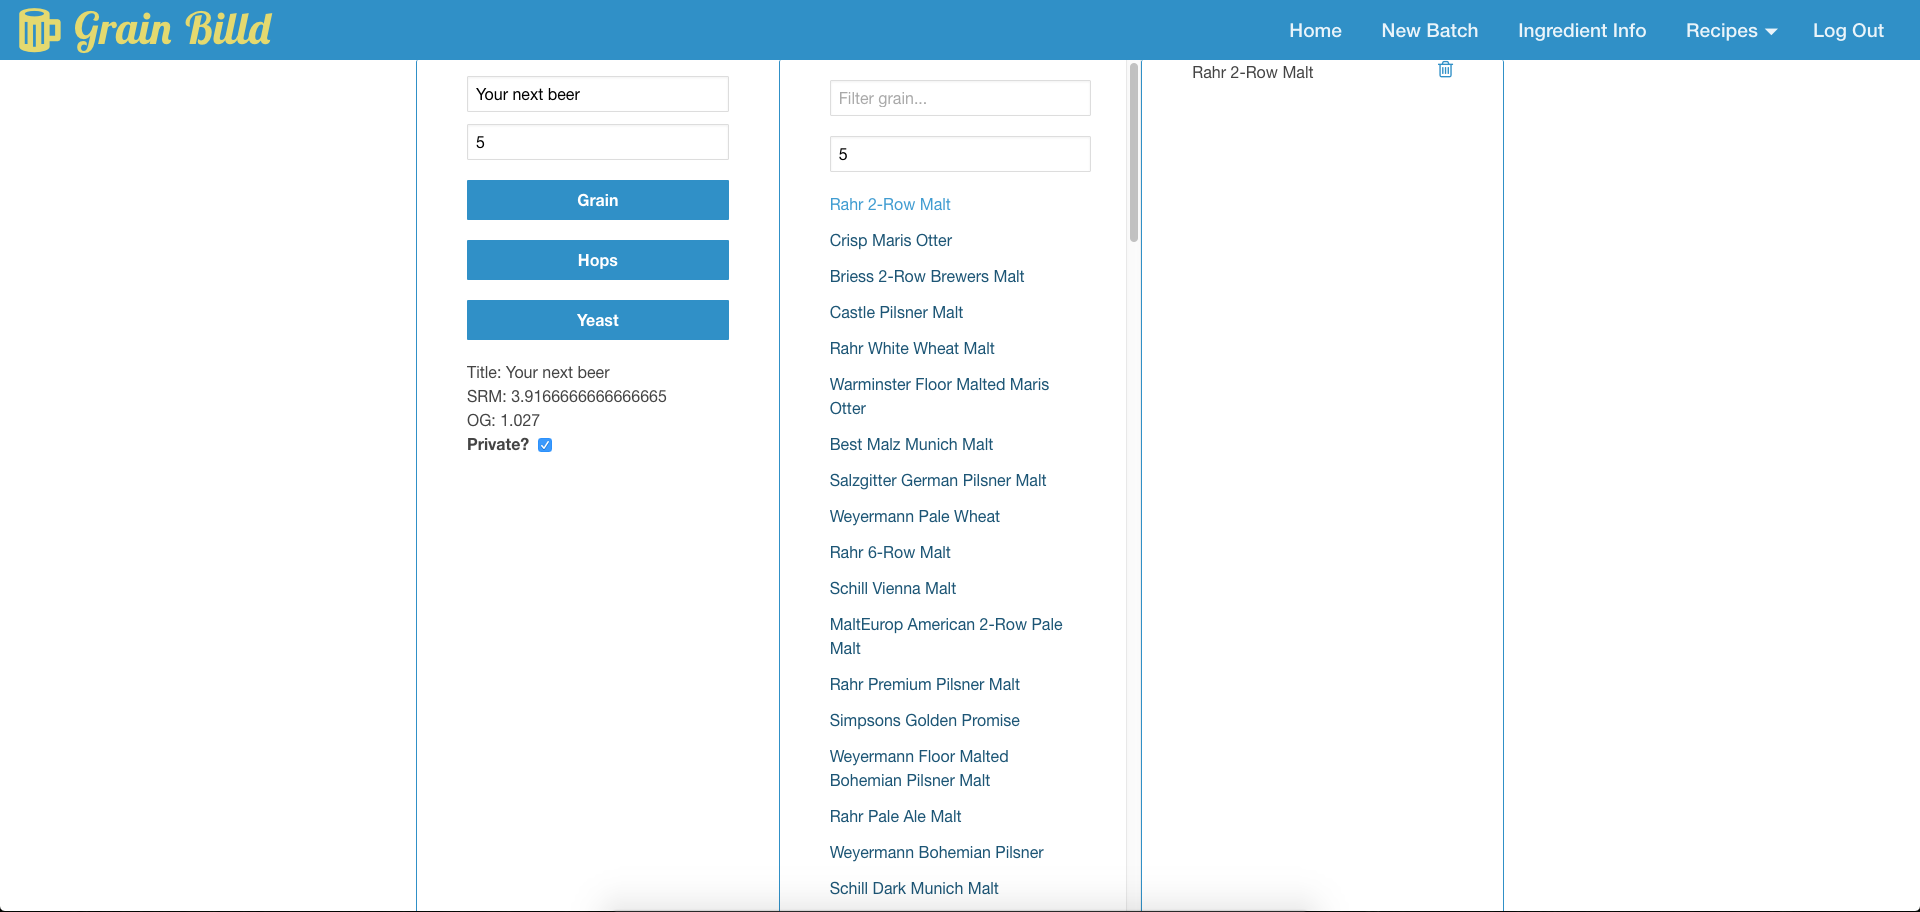 Grain Billd
Home New Batch Ingredient Info Recipes Log Out
Your next beer
5
Grain
Hops
Yeast
Title: Your next beer
SRM: 3.9166666666666665
OG: 1.027
Private?
Filter grain...
5
Rahr 2-Row Malt
Crisp Maris Otter
Briess 2-Row Brewers Malt
Castle Pilsner Malt
Rahr White Wheat Malt
Warminster Floor Malted Maris
Otter
Best Malz Munich Malt
Salzgitter German Pilsner Malt
Weyermann Pale Wheat
Rahr 6-Row Malt
Schill Vienna Malt
MaltEurop American 2-Row Pale
Malt
Rahr Premium Pilsner Malt
Simpsons Golden Promise
Weyermann Floor Malted
Bohemian Pilsner Malt
Rahr Pale Ale Malt
Weyermann Bohemian Pilsner
Schill Dark Munich Malt
Rahr 2-Row Malt